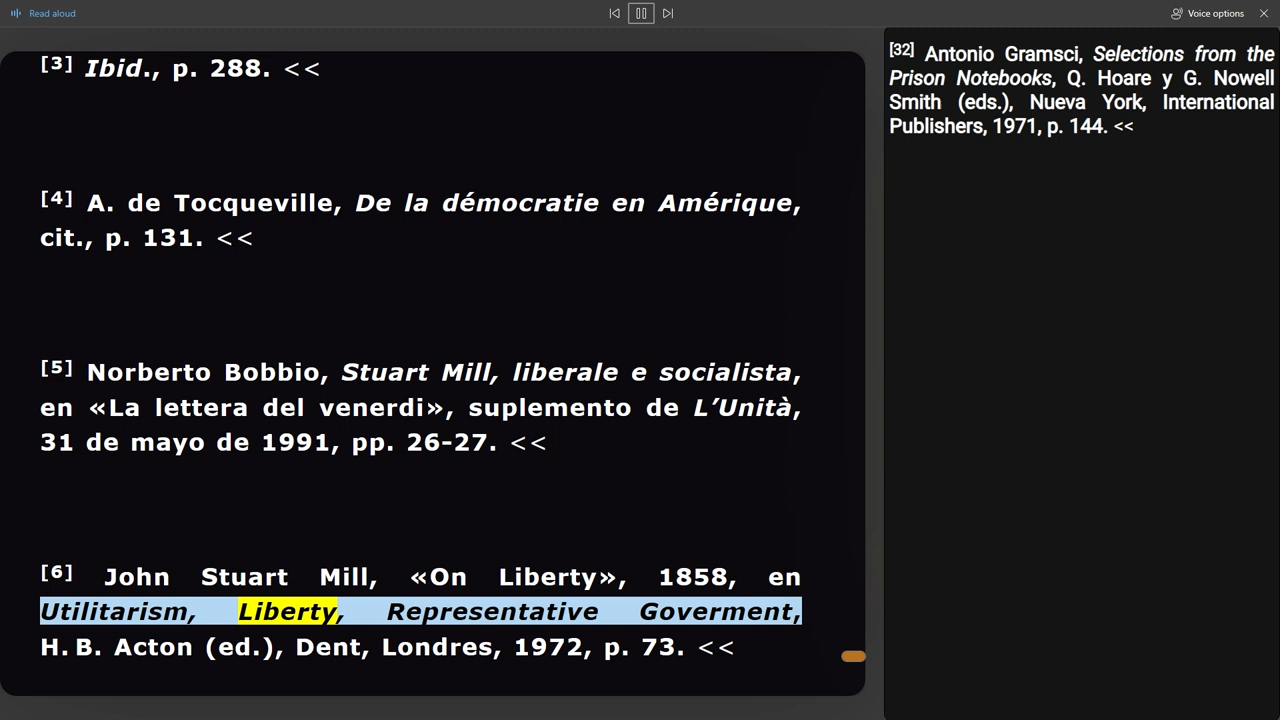 Read aloud
Voice options
[3] Ibid., p. 288. <<
[4] A. de Tocqueville, De la démocratie en Amérique,
cit., p. 131. <<
[5] Norberto Bobbio, Stuart Mill, liberale e socialista,
en «La lettera del venerdi», suplemento de L’Unità,
31 de mayo de 1991, pp. 26-27. <<
[6] John Stuart Mill, «On Liberty», 1858, en
Utilitarism, Liberty, Representative Goverment,
H. B. Acton (ed.), Dent, Londres, 1972, p. 73. <<
[32] Antonio Gramsci, Selections from the
Prison Notebooks, Q. Hoare y G. Nowell
Smith (eds.), Nueva York, International
Publishers, 1971, p. 144. <<